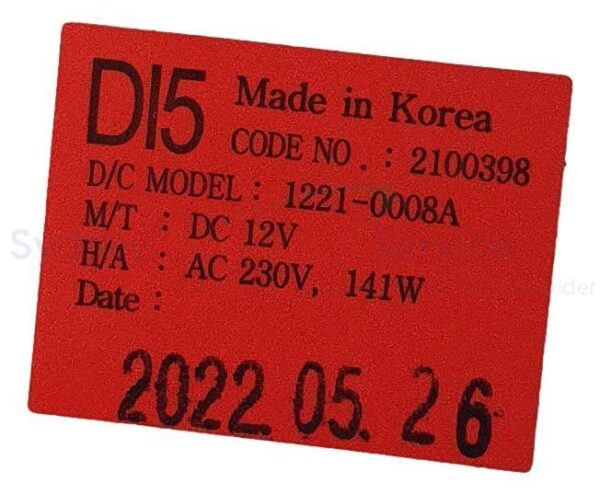 DI5
Made in Korea
CODE NO. : 2100398
D/C MODEL : 1221-0008A
M/T : DC 12V
H/A : AC 230V, 141W
Date :
2022.05.26